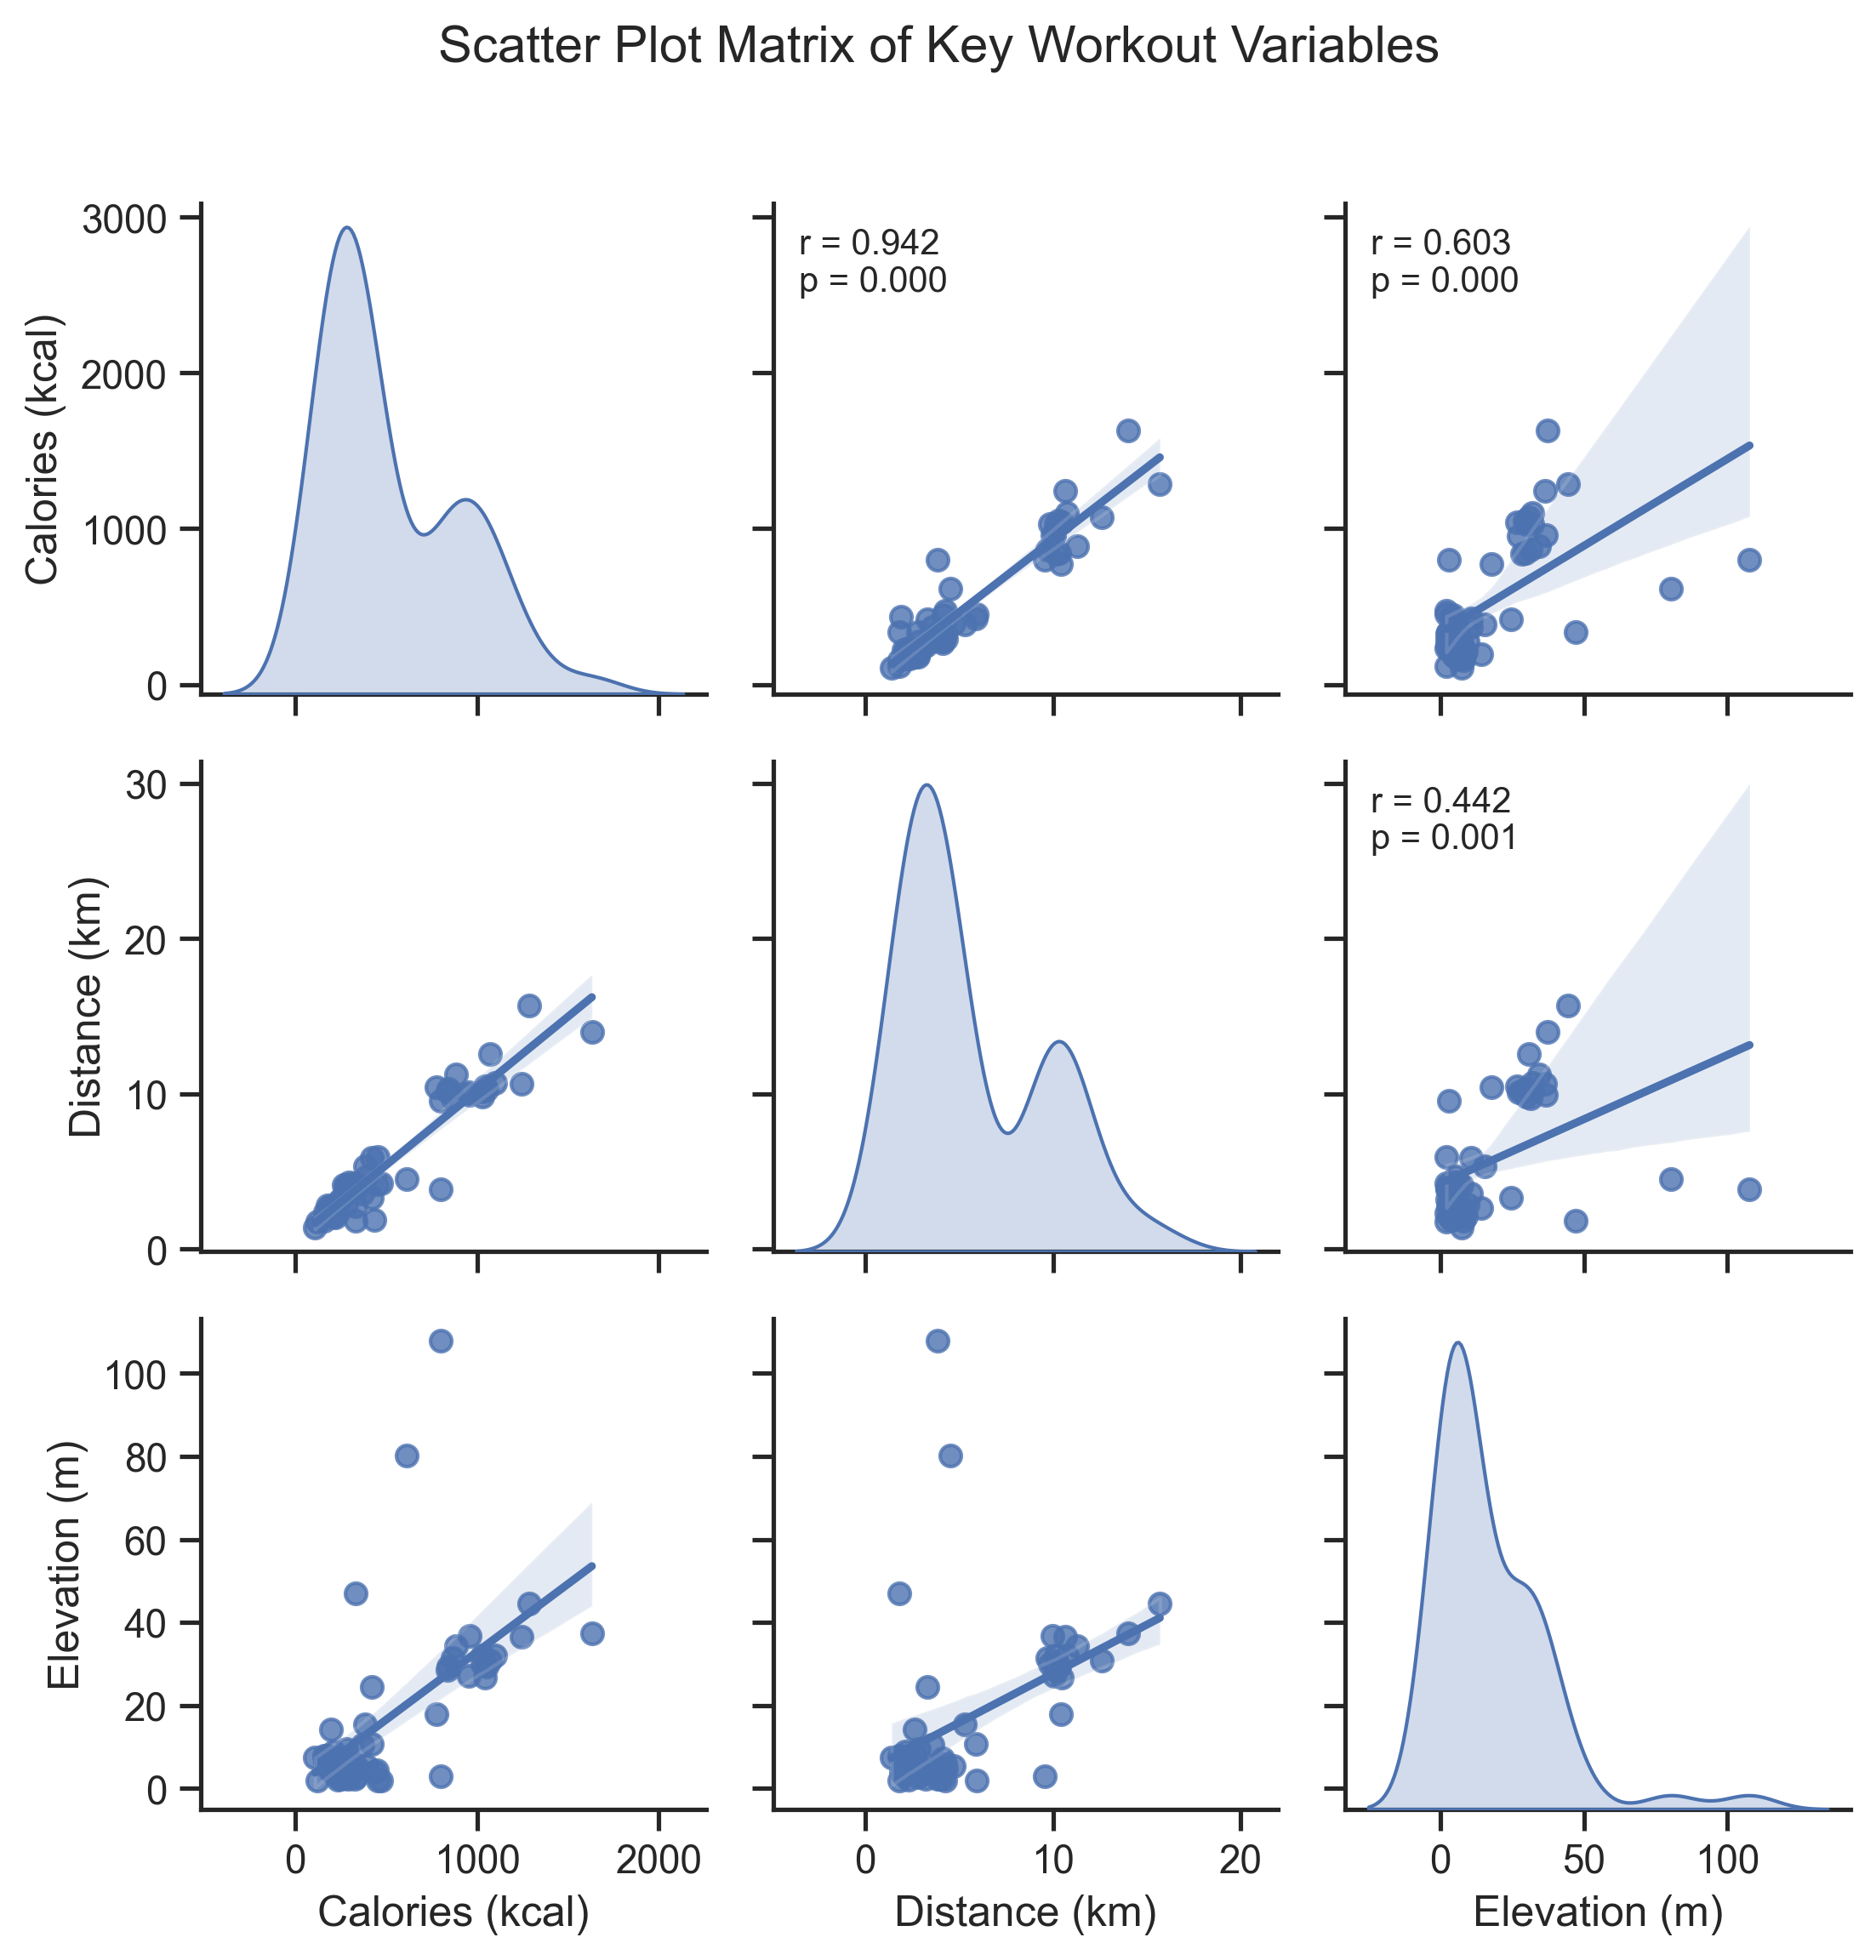 Scatter Plot Matrix of Key Workout Variables
3000
2000
1000
0
Calories (kcal)
r = 0.942
p = 0.000
r = 0.603
p = 0.000
30
20
10
0
Distance (km)
r = 0.442
p = 0.001
100
80
60
40
20
0
Elevation (m)
0 1000 2000
Calories (kcal)
0 10 20
Distance (km)
0 50 100
Elevation (m)